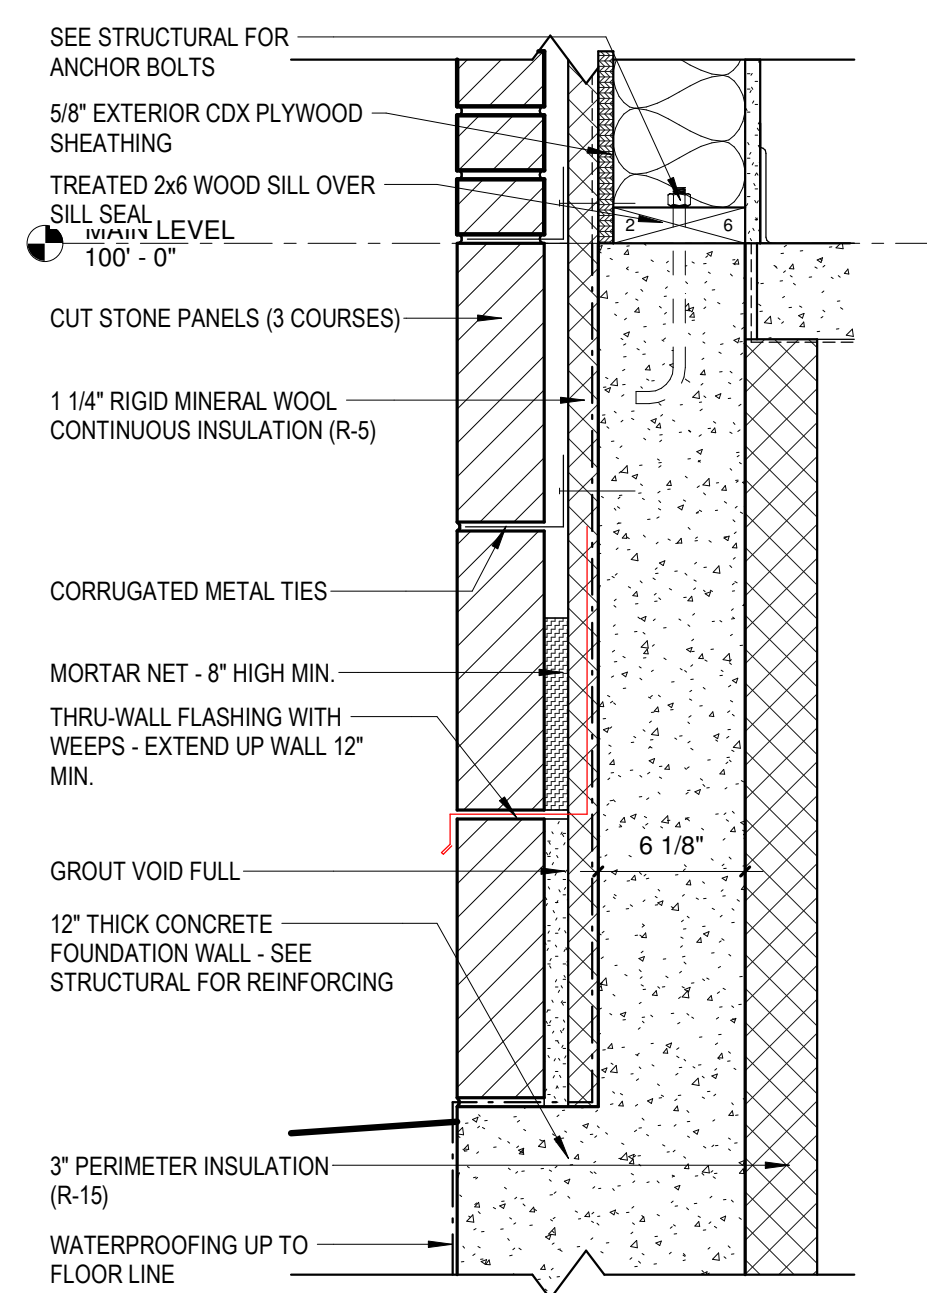 SEE STRUCTURAL FOR
ANCHOR BOLTS
5/8" EXTERIOR CDX PLYWOOD
SHEATHING
TREATED 2x6 WOOD SILL OVER
SILL SEAL
MAIN LEVEL
100' - 0"
2
6
CUT STONE PANELS (3 COURSES)
1 1/4" RIGID MINERAL WOOL
CONTINUOUS INSULATION (R-5)
CORRUGATED METAL TIES
MORTAR NET - 8" HIGH MIN.
THRU-WALL FLASHING WITH
WEEPS - EXTEND UP WALL 12"
MIN.
6 1/8"
GROUT VOID FULL
12" THICK CONCRETE
FOUNDATION WALL - SEE
STRUCTURAL FOR REINFORCING
3" PERIMETER INSULATION
(R-15)
WATERPROOFING UP TO
FLOOR LINE